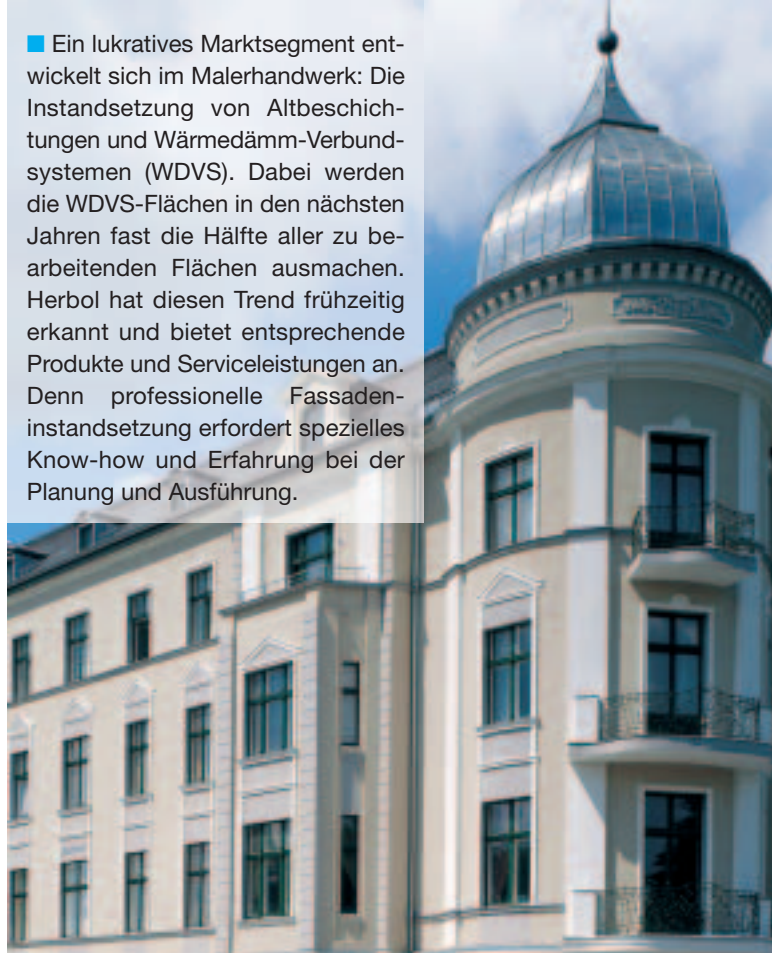 ■ Ein lukratives Marktsegment ent-
wickelt sich im Malerhandwerk: Die
Instandsetzung von Altbeschich-
tungen und Wärmedämm-Verbund-
systemen (WDVS). Dabei werden
die WDVS-Flächen in den nächsten
Jahren fast die Hälfte aller zu be-
arbeitenden Flächen ausmachen.
Herbol hat diesen Trend frühzeitig
erkannt und bietet entsprechende
Produkte und Serviceleistungen an.
Denn professionelle Fassaden-
instandsetzung erfordert spezielles
Know-how und Erfahrung bei der
Planung und Ausführung.